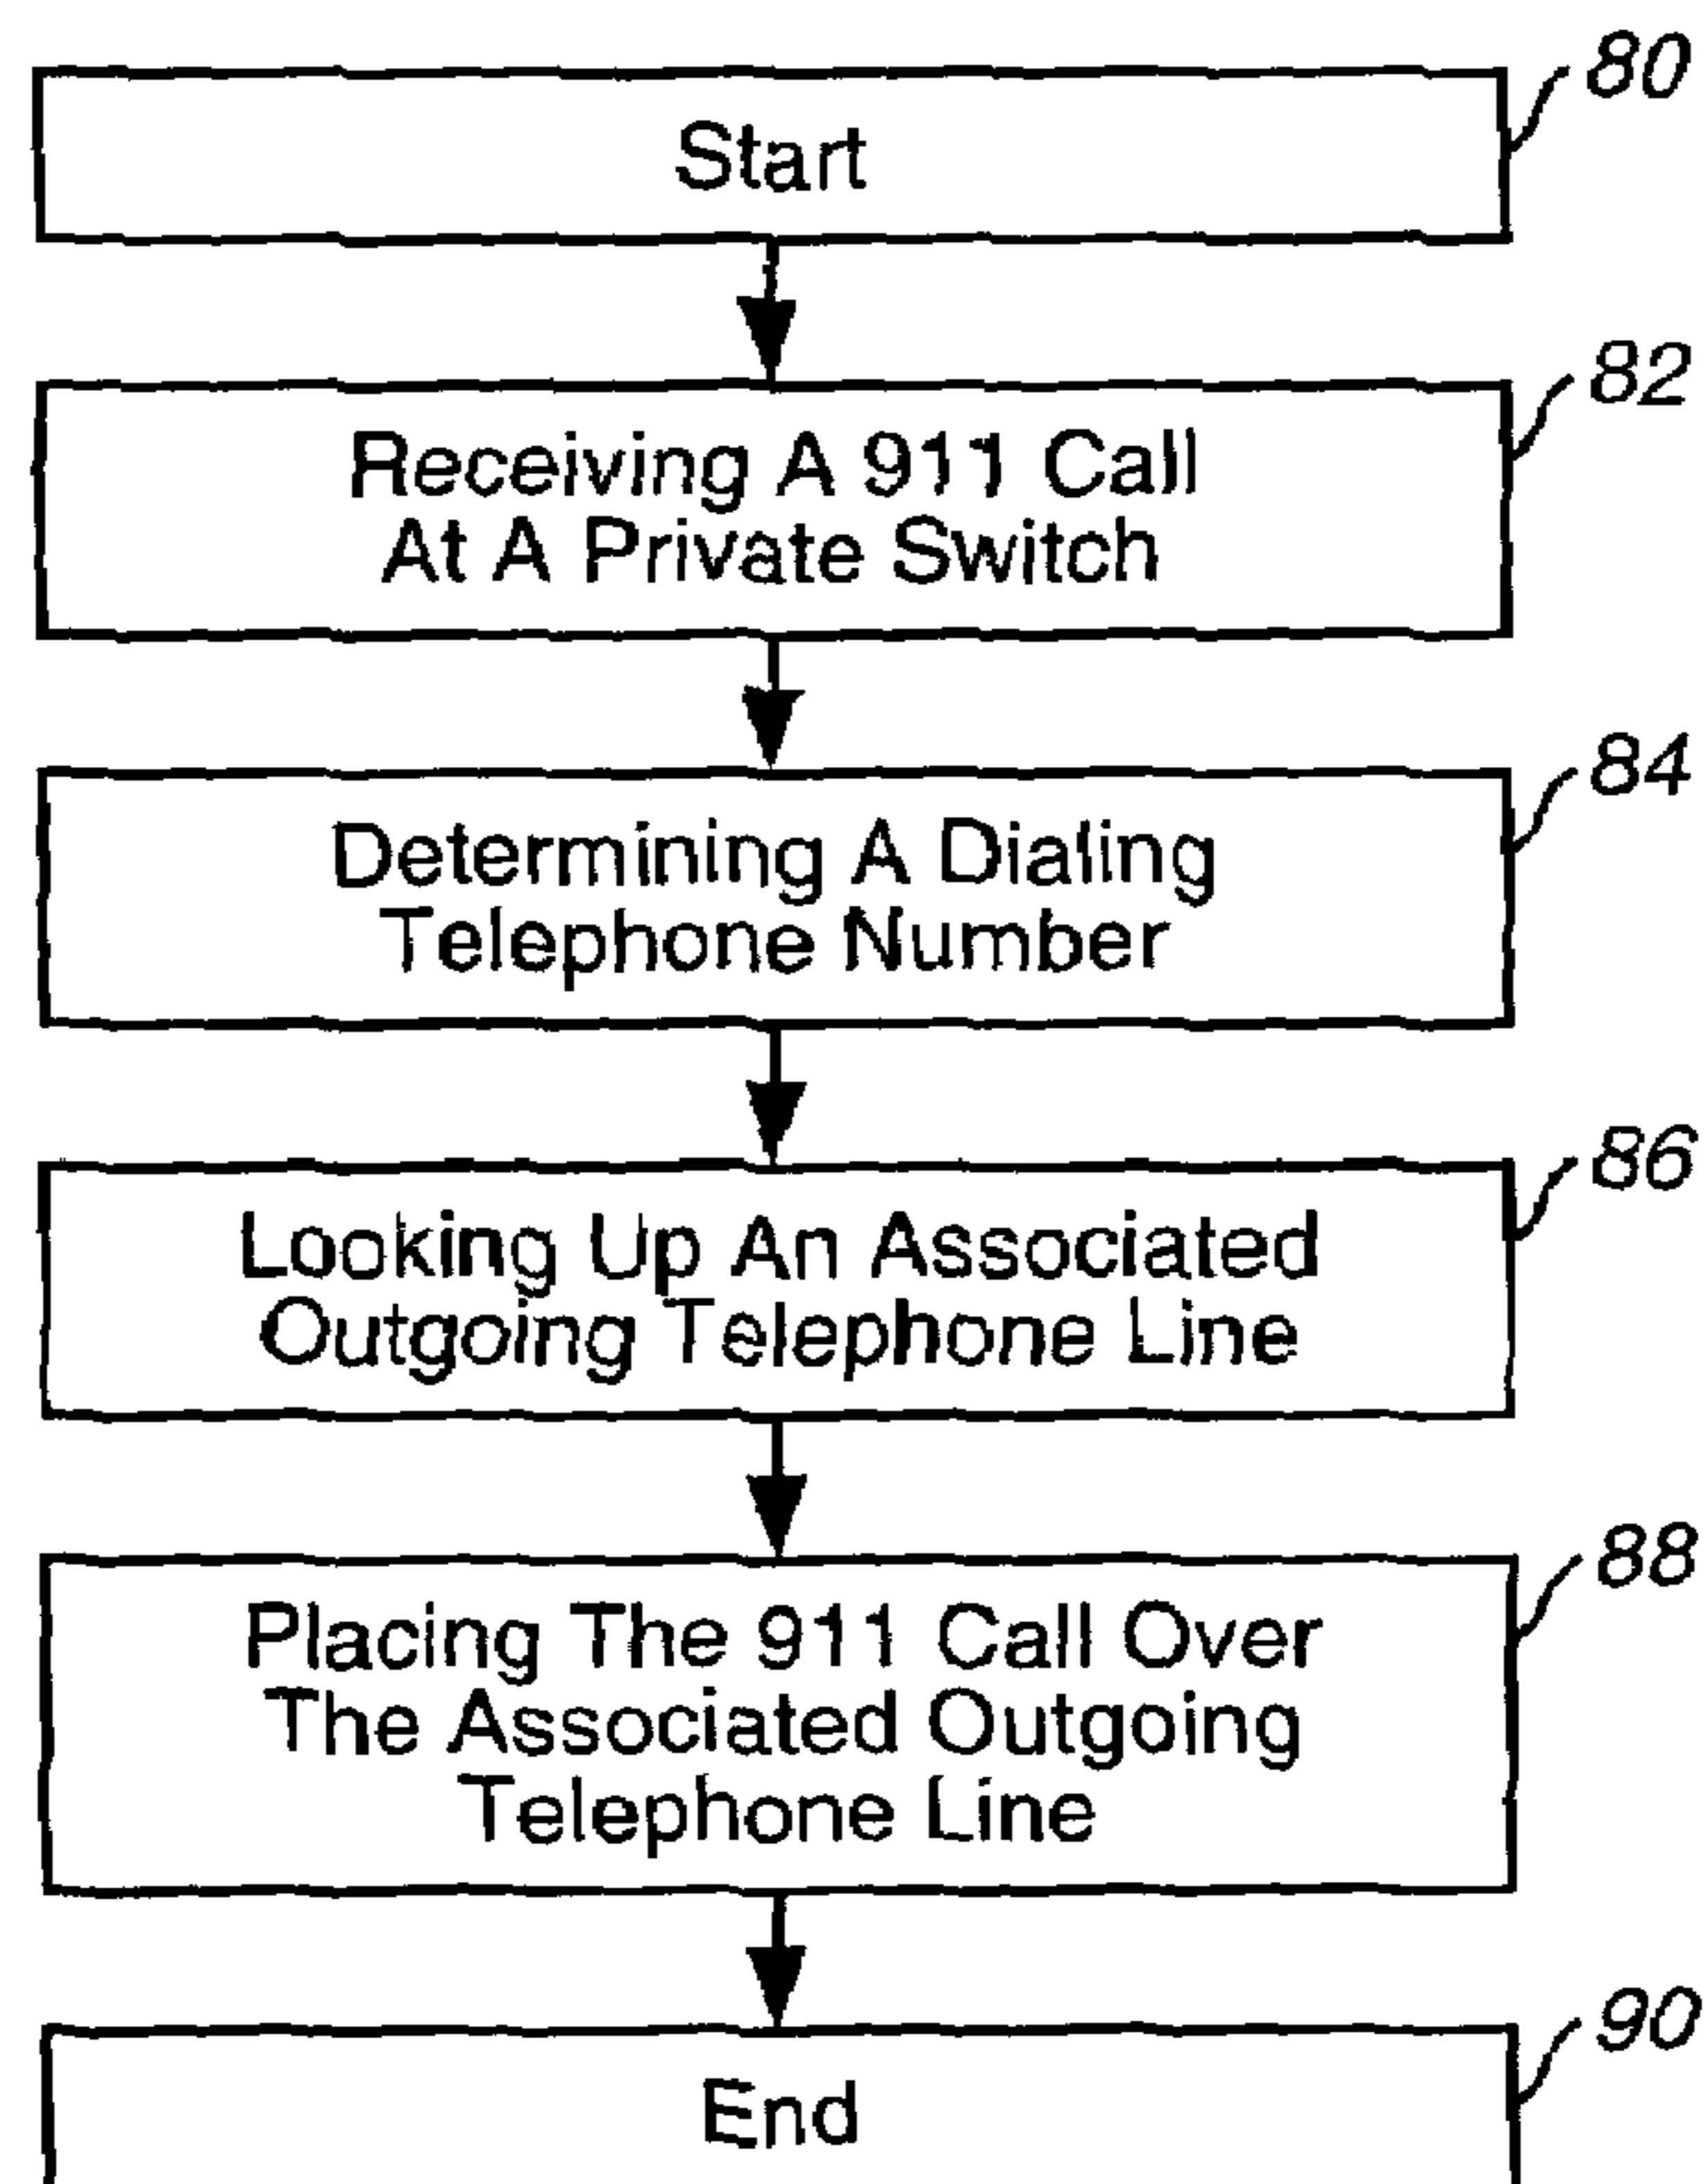 80
Start
82
Receiving A 911 Call
At A Private Switch
84
Determining A Dialing
Telephone Number
86
Looking Up An Associated
Outgoing Telephone Line
88
Placing The 911 Call Over
The Associated Outgoing
Telephone Line
90
End